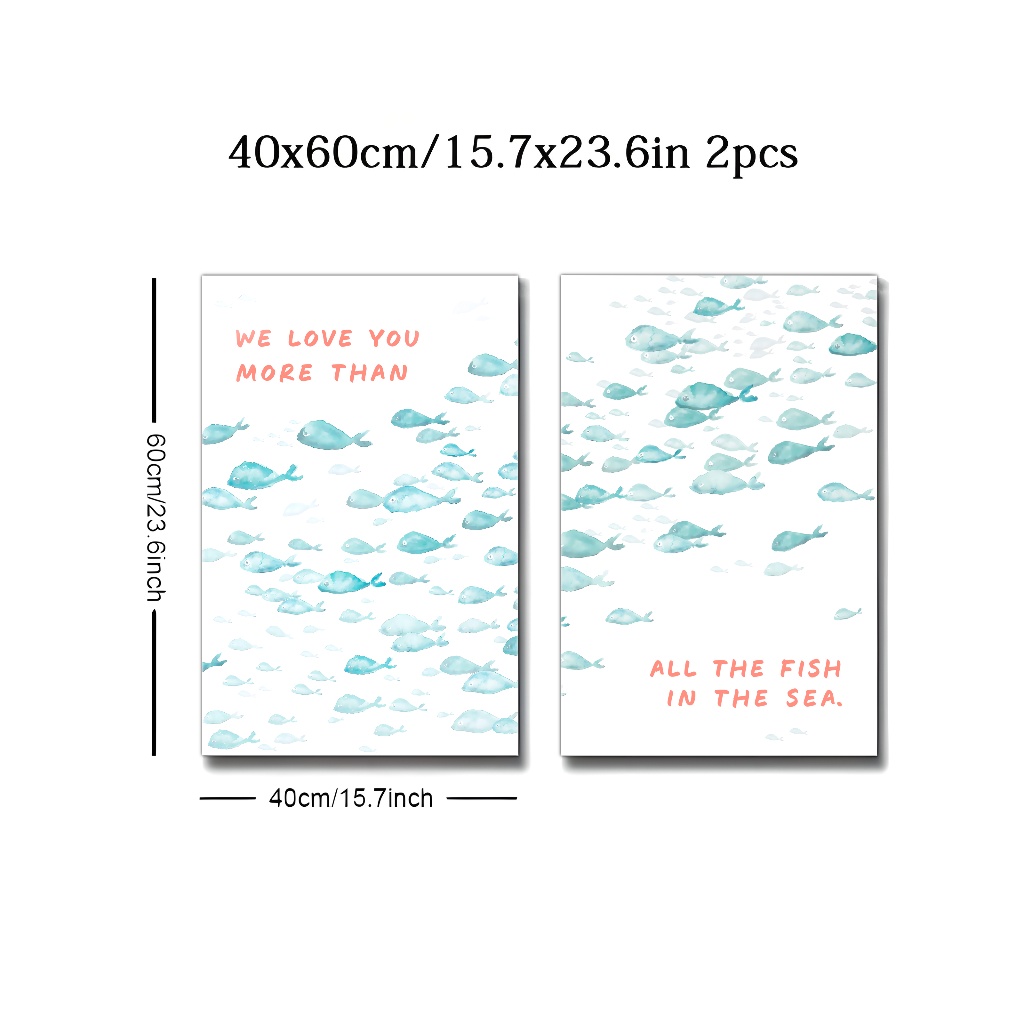 40x60cm/15.7x23.6in 2pcs
WE LOVE YOU
MORE THAN
60cm/23.6inch
ALL THE FISH
IN THE SEA.
40cm/15.7inch